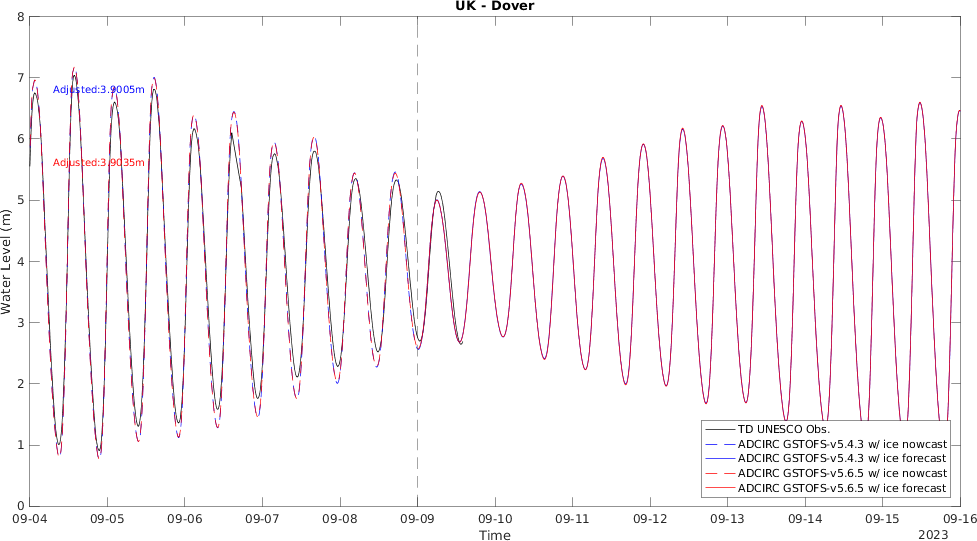 UK - Dover
8
7
6
5
4
3
2
1
0
Water Level (m)
Adjusted:3.9005m
Adjusted:3.9035m
TD UNESCO Obs.
ADCIRC GSTOFS-v5.4.3 w/ ice nowcast
ADCIRC GSTOFS-v5.4.3 w/ ice forecast
ADCIRC GSTOFS-v5.6.5 w/ ice nowcast
ADCIRC GSTOFS-v5.6.5 w/ ice forecast
09-04 09-05 09-06 09-07 09-08 09-09 09-10 09-11 09-12 09-13 09-14 09-15 09-16
Time
2023